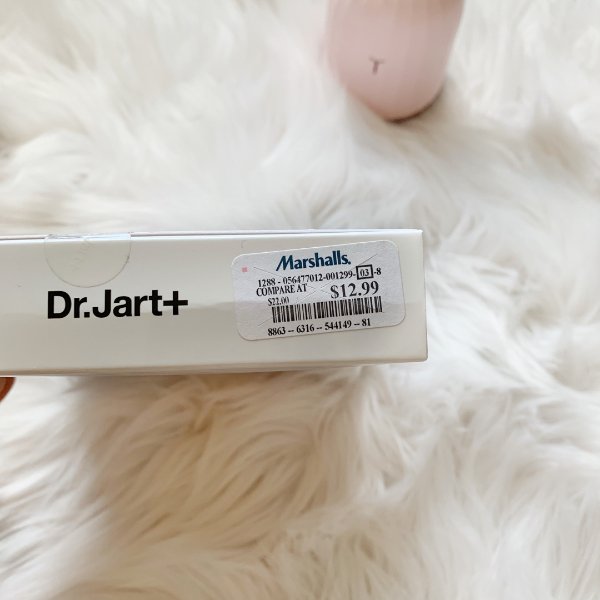 Dr.Jart+
Marshalls.
1288 - 056477012-001299- 03 -8
COMPARE AT
$22.00
$12.99
8863 -- 6316 -- 544149 -- 81